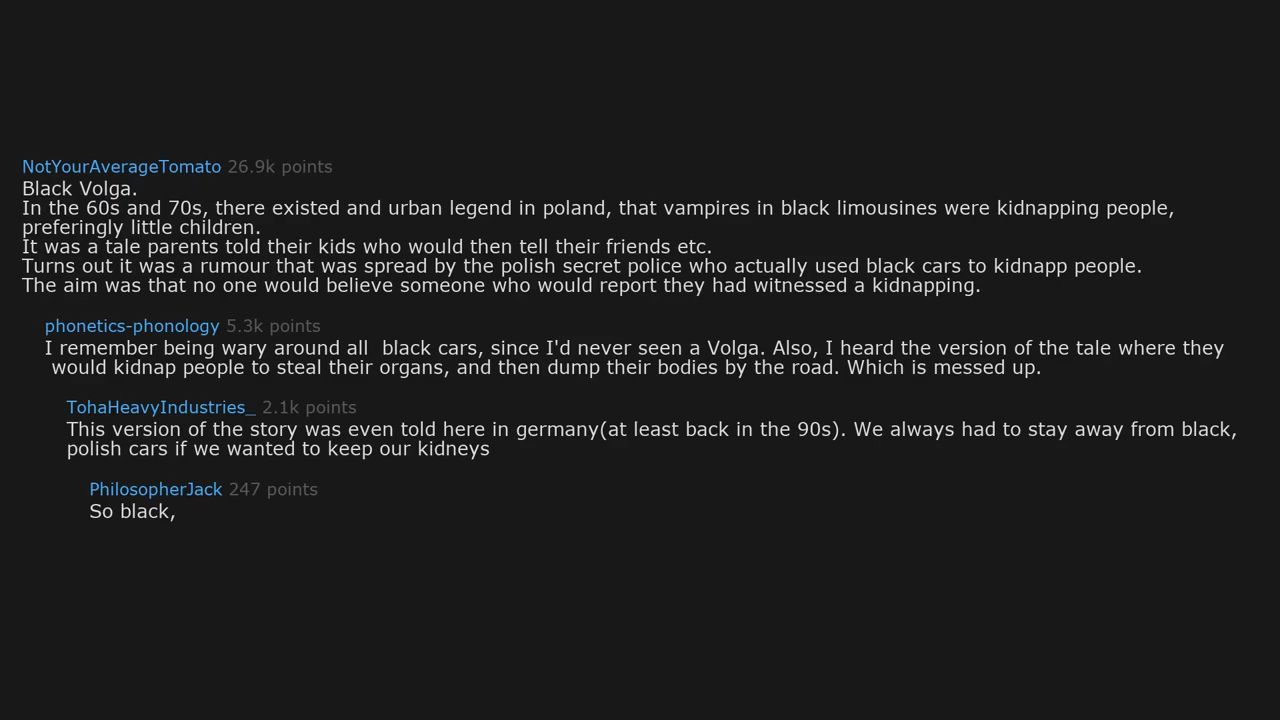 NotYourAverageTomato 26.9k points
Black Volga.
In the 60s and 70s, there existed and urban legend in poland, that vampires in black limousines were kidnapping people,
preferingly little children.
It was a tale parents told their kids who would then tell their friends etc.
Turns out it was a rumour that was spread by the polish secret police who actually used black cars to kidnapp people.
The aim was that no one would believe someone who would report they had witnessed a kidnapping.
phonetics-phonology 5.3k points
I remember being wary around all  black cars, since I'd never seen a Volga. Also, I heard the version of the tale where they
would kidnap people to steal their organs, and then dump their bodies by the road. Which is messed up.
TohaHeavyIndustries_ 2.1k points
This version of the story was even told here in germany(at least back in the 90s). We always had to stay away from black,
polish cars if we wanted to keep our kidneys
PhilosopherJack 247 points
So black,